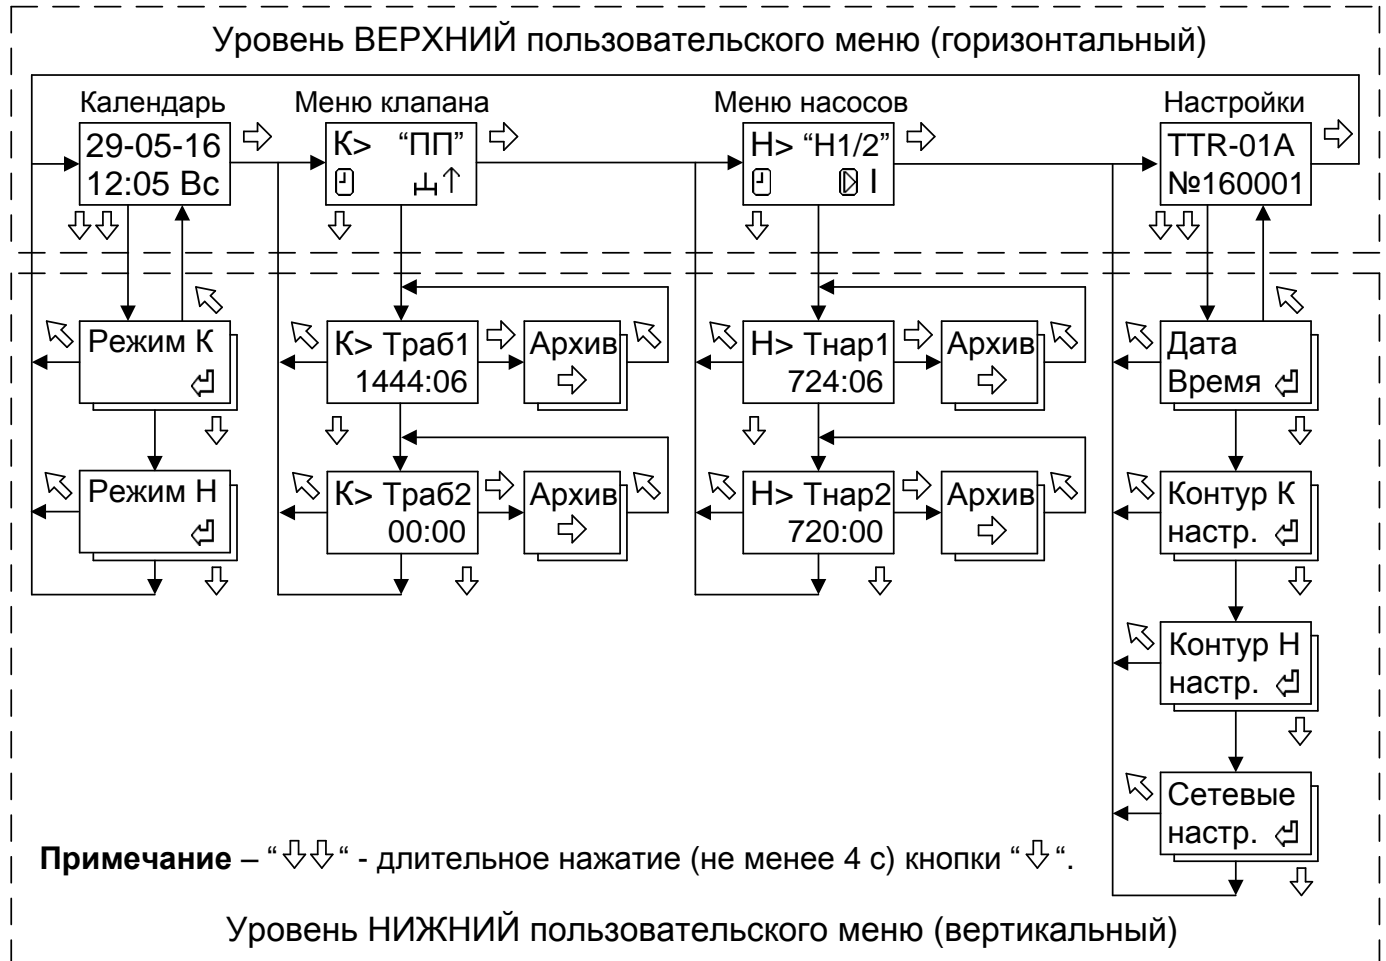 Уровень ВЕРХНИЙ пользовательского меню (горизонтальный)
Календарь
Меню клапана
Меню насосов
Настройки
29-05-16
12:05 Вс
К> “ПП”
Н> “Н1/2”
I
TTR-01A
№160001
Режим К
К> Траб1
1444:06
Архив
Н> Тнар1
724:06
Архив
Дата
Время
Режим Н
К> Траб2
00:00
Архив
Н> Тнар2
720:00
Архив
Контур К
настр.
Контур Н
настр.
Сетевые
настр.
Примечание – “⇩⇩“ - длительное нажатие (не менее 4 с) кнопки “⇩“.
Уровень НИЖНИЙ пользовательского меню (вертикальный)